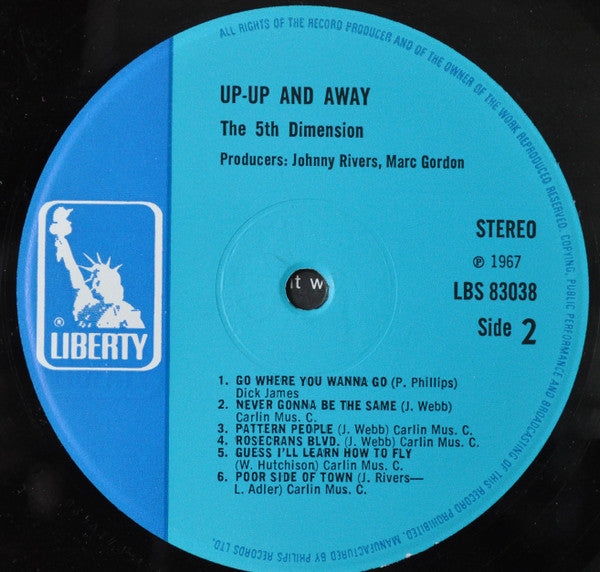 ALL RIGHTS OF THE RECORD PRODUCER AND OF THE OWNER OF THE WORK REPRODUCED RESERVED. COPYING, PUBLIC PERFORMANCE AND BROADCASTING OF THIS RECORD PROHIBITED. MANUFACTURED BY PHILIPS RECORDS LTD.
UP-UP AND AWAY
The 5th Dimension
Producers: Johnny Rivers, Marc Gordon
STEREO
℗ 1967
LBS 83038
Side 2
it w
®
LIBERTY
1. GO WHERE YOU WANNA GO (P. Phillips)
Dick James
2. NEVER GONNA BE THE SAME (J. Webb)
Carlin Mus. C.
3. PATTERN PEOPLE (J. Webb) Carlin Mus. C.
4. ROSECRANS BLVD. (J. Webb) Carlin Mus. C.
5. GUESS I'LL LEARN HOW TO FLY
(W. Hutchison) Carlin Mus. C.
6. POOR SIDE OF TOWN (J. Rivers—
L. Adler) Carlin Mus. C.